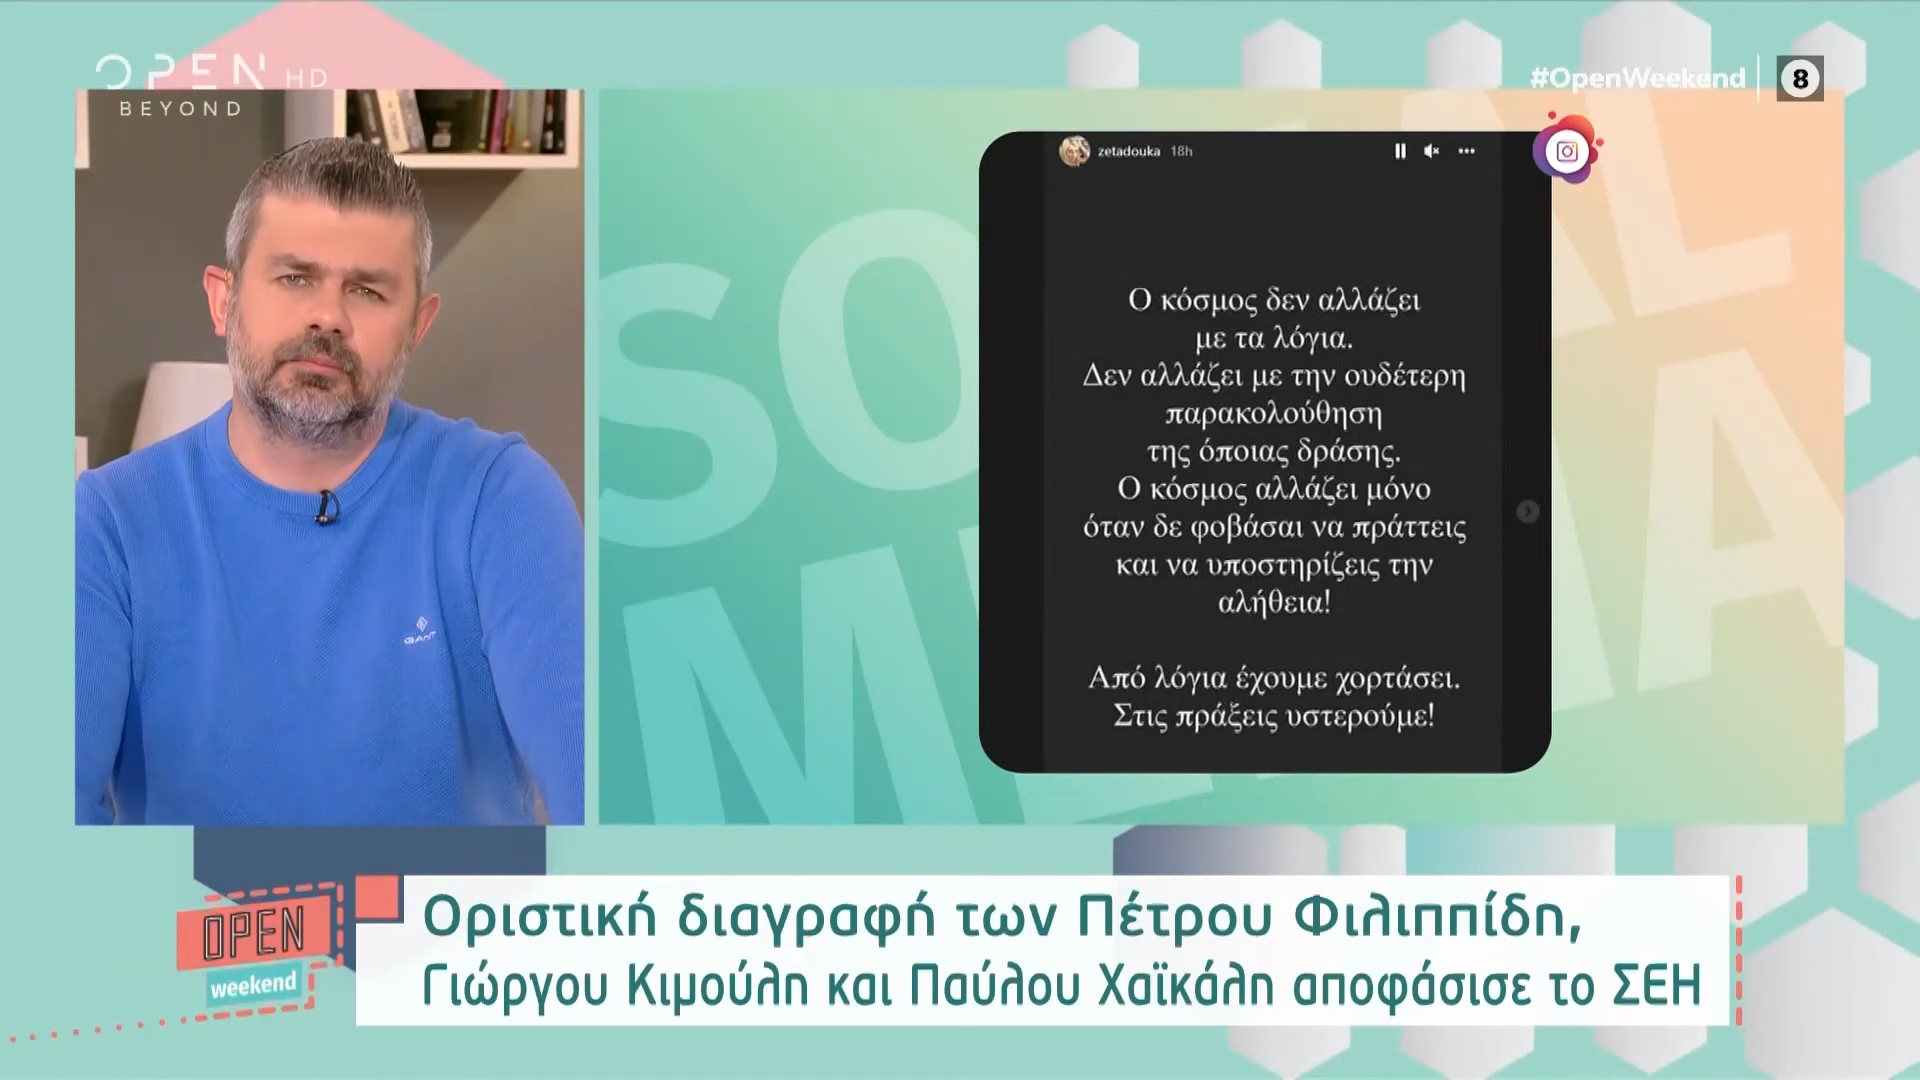 OPEN HD
BEYOND
#OpenWeekend
8
zetadouka 18h
Ο κόσμος δεν αλλάζει
με τα λόγια.
Δεν αλλάζει με την ουδέτερη
παρακολούθηση
της όποιας δράσης.
Ο κόσμος αλλάζει μόνο
όταν δε φοβάσαι να πράττεις
και να υποστηρίζεις την
αλήθεια!
Από λόγια έχουμε χορτάσει.
Στις πράξεις υστερούμε!
GANT
OPEN
weekend
Οριστική διαγραφή των Πέτρου Φιλιππίδη,
Γιώργου Κιμούλη και Παύλου Χαϊκάλη αποφάσισε το ΣΕΗ